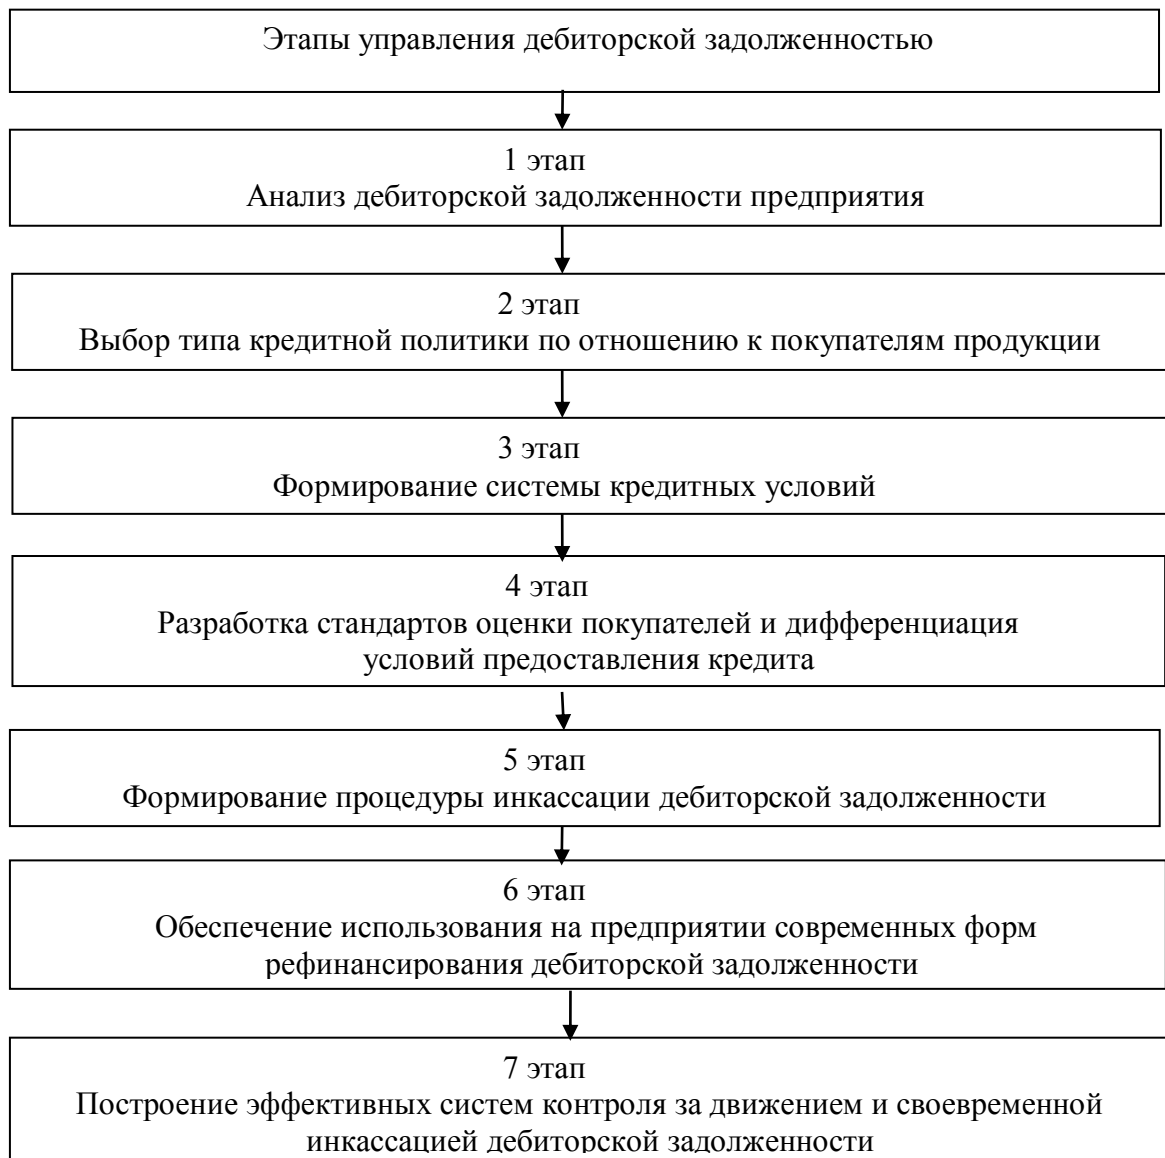 Этапы управления дебиторской задолженностью
1 этап
Анализ дебиторской задолженности предприятия
2 этап
Выбор типа кредитной политики по отношению к покупателям продукции
3 этап
Формирование системы кредитных условий
4 этап
Разработка стандартов оценки покупателей и дифференциация
условий предоставления кредита
5 этап
Формирование процедуры инкассации дебиторской задолженности
6 этап
Обеспечение использования на предприятии современных форм
рефинансирования дебиторской задолженности
7 этап
Построение эффективных систем контроля за движением и своевременной
инкассацией дебиторской задолженности